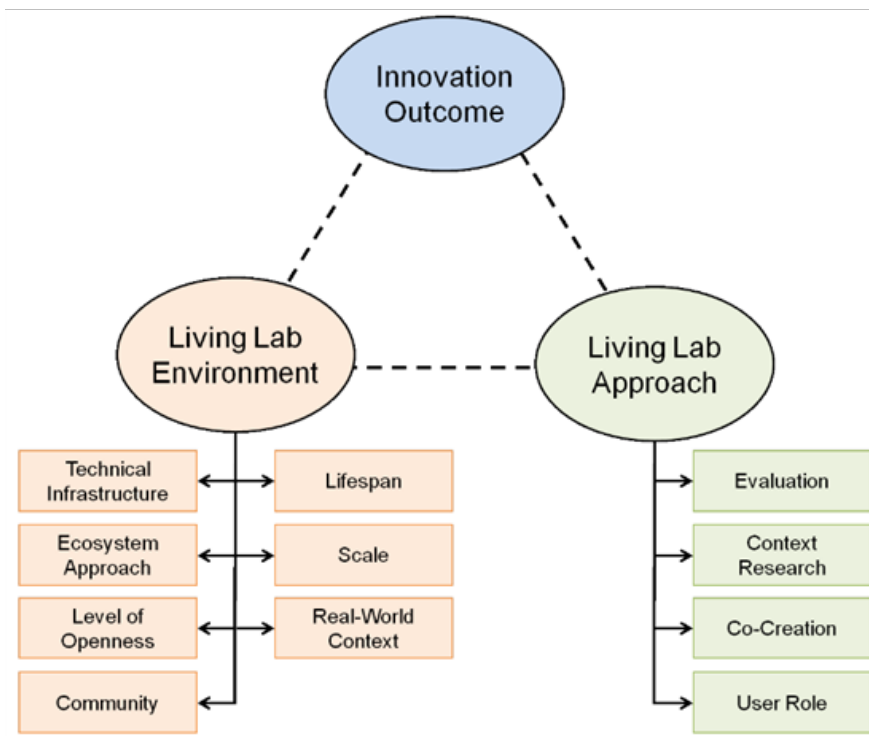 Innovation
Outcome
Living Lab
Environment
Living Lab
Approach
Technical
Infrastructure
Lifespan
Ecosystem
Approach
Scale
Level of
Openness
Real-World
Context
Community
Evaluation
Context
Research
Co-Creation
User Role